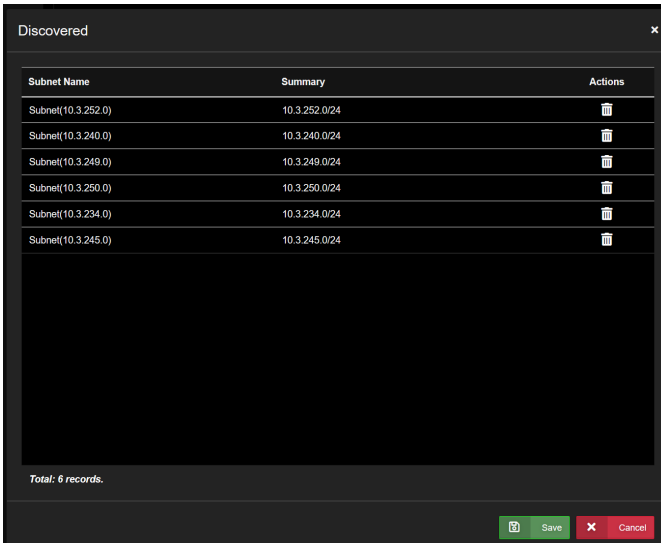 Discovered
Subnet Name Summary Actions
Subnet(10.3.252.0) 10.3.252.0/24
Subnet(10.3.240.0) 10.3.240.0/24
Subnet(10.3.249.0) 10.3.249.0/24
Subnet(10.3.250.0) 10.3.250.0/24
Subnet(10.3.234.0) 10.3.234.0/24
Subnet(10.3.245.0) 10.3.245.0/24
Total: 6 records.
Save Cancel